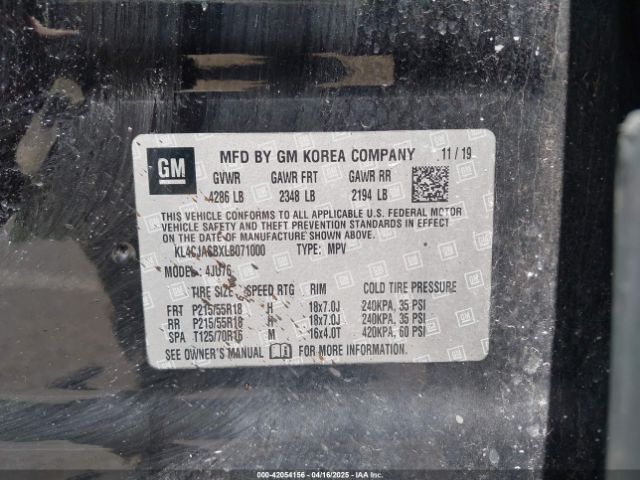 GM
MFD BY GM KOREA COMPANY 11/19
GVWR GAWR FRT GAWR RR
4286 LB 2348 LB 2194 LB
THIS VEHICLE CONFORMS TO ALL APPLICABLE U.S. FEDERAL MOTOR
VEHICLE SAFETY AND THEFT PREVENTION STANDARDS IN EFFECT
ON THE DATE OF MANUFACTURE SHOWN ABOVE.
KL4CJASBXLB071000 TYPE: MPV
MODEL: 4JU76
TIRE SIZE SPEED RTG RIM COLD TIRE PRESSURE
FRT P215/55R18 H 18x7.0J 240KPA, 35 PSI
RR P215/55R18 H 18x7.0J 240KPA, 35 PSI
SPA T125/70R16 M 16x4.0T 420KPA, 60 PSI
SEE OWNER'S MANUAL FOR MORE INFORMATION.
000-42054156 - 04/16/2025 - IAA Inc.